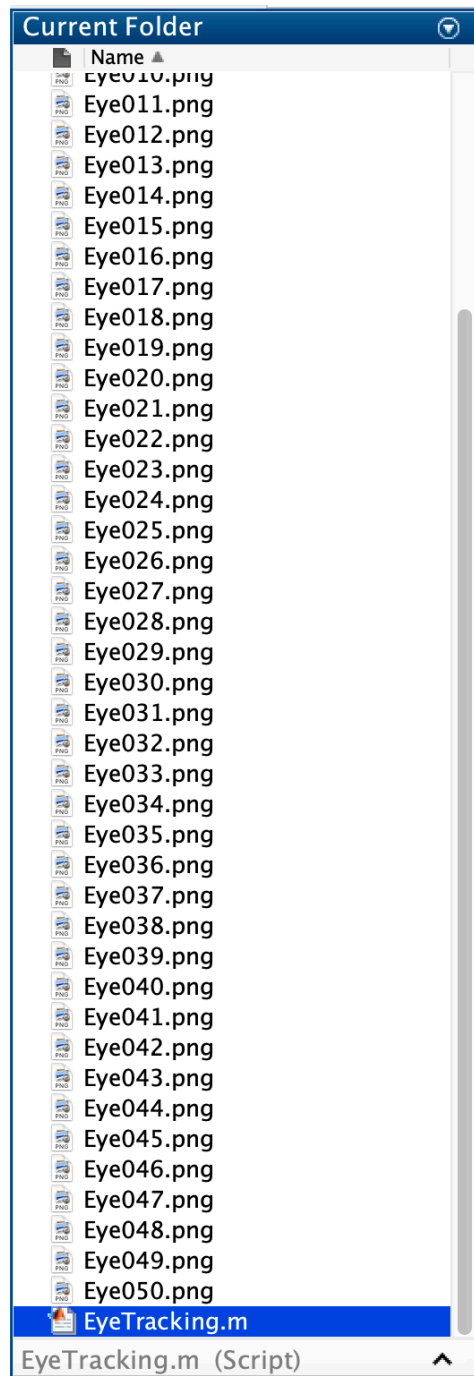 Current Folder
Name
Eye010.png
Eye011.png
Eye012.png
Eye013.png
Eye014.png
Eye015.png
Eye016.png
Eye017.png
Eye018.png
Eye019.png
Eye020.png
Eye021.png
Eye022.png
Eye023.png
Eye024.png
Eye025.png
Eye026.png
Eye027.png
Eye028.png
Eye029.png
Eye030.png
Eye031.png
Eye032.png
Eye033.png
Eye034.png
Eye035.png
Eye036.png
Eye037.png
Eye038.png
Eye039.png
Eye040.png
Eye041.png
Eye042.png
Eye043.png
Eye044.png
Eye045.png
Eye046.png
Eye047.png
Eye048.png
Eye049.png
Eye050.png
EyeTracking.m
EyeTracking.m (Script)